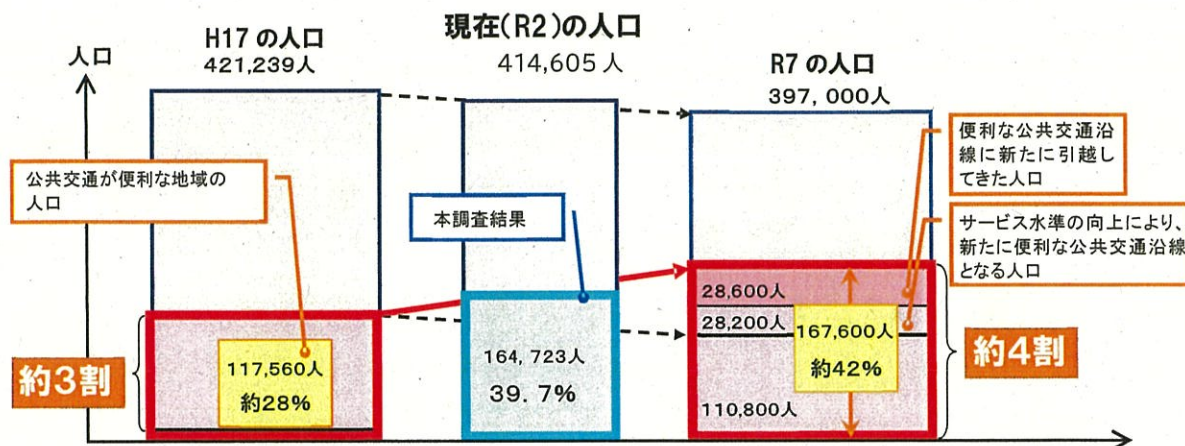 人口
H17 の人口
421,239人
現在(R2)の人口
414,605 人
R7 の人口
397,000人
公共交通が便利な地域の
人口
本調査結果
便利な公共交通沿
線に新たに引越し
てきた人口
サービス水準の向上により、
新たに便利な公共交通沿線
となる人口
約3割
117,560人
約28%
164,723人
39.7%
28,600人
28,200人
167,600人
約42%
110,800人
約4割